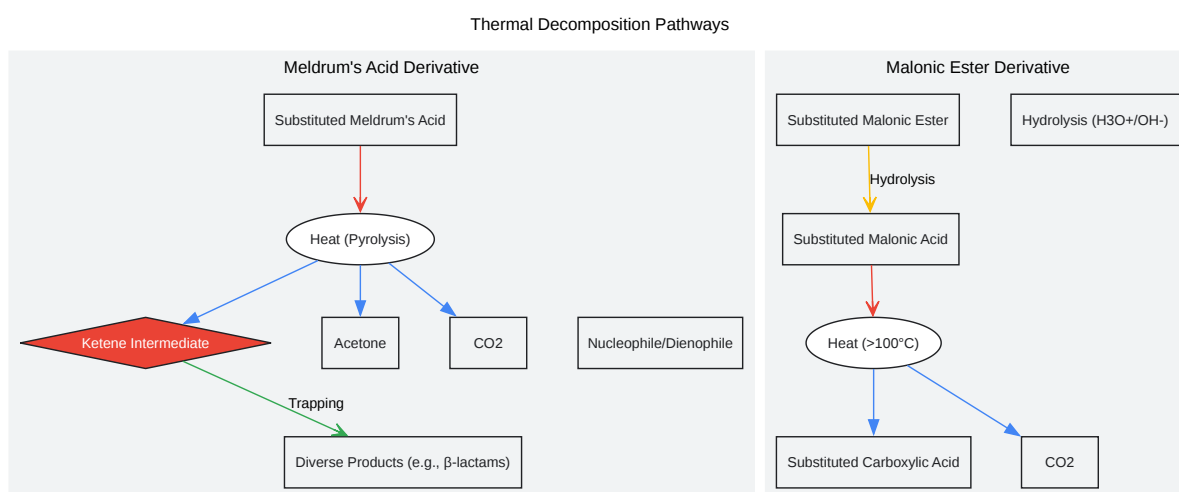 Thermal Decomposition Pathways
Meldrum's Acid Derivative
Substituted Meldrum's Acid
Heat (Pyrolysis)
Ketene Intermediate
Acetone
CO2
Nucleophile/Dienophile
Trapping
Diverse Products (e.g., β-lactams)
Malonic Ester Derivative
Substituted Malonic Ester
Hydrolysis (H3O+/OH-)
Hydrolysis
Substituted Malonic Acid
Heat (>100°C)
Substituted Carboxylic Acid
CO2